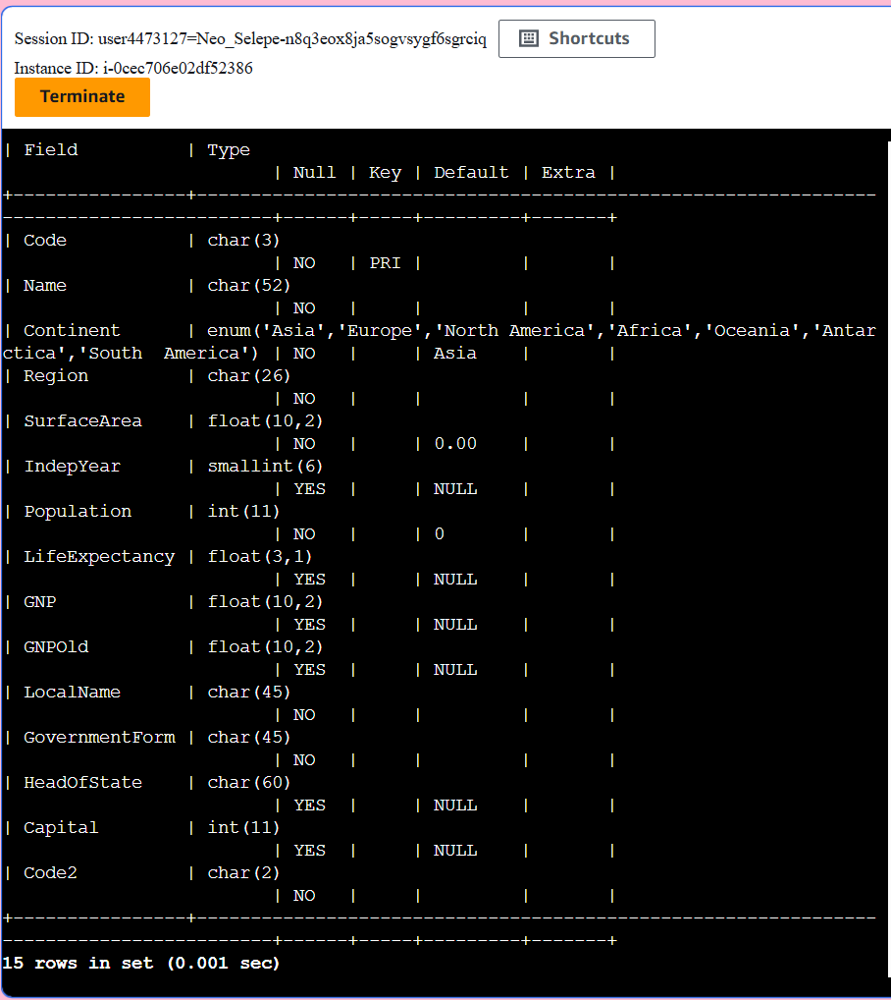 Session ID: user4473127=Neo_Selepe-n8q3eox8ja5sogvsygf6sgrciq
Shortcuts
Instance ID: i-0cec706e02df52386
Terminate
| Field | Type
| Null | Key | Default | Extra |
+----------------+---------------------------------------------------------------
-------------------------+------+-----+---------+-------+
| Code | char(3)
| NO | PRI | | |
| Name | char(52)
| NO | | | |
| Continent | enum('Asia','Europe','North America','Africa','Oceania','Antar
ctica','South America') | NO | | Asia | |
| Region | char(26)
| NO | | | |
| SurfaceArea | float(10,2)
| NO | | 0.00 | |
| IndepYear | smallint(6)
| YES | | NULL | |
| Population | int(11)
| NO | | 0 | |
| LifeExpectancy | float(3,1)
| YES | | NULL | |
| GNP | float(10,2)
| YES | | NULL | |
| GNPOld | float(10,2)
| YES | | NULL | |
| LocalName | char(45)
| NO | | | |
| GovernmentForm | char(45)
| NO | | | |
| HeadOfState | char(60)
| YES | | NULL | |
| Capital | int(11)
| YES | | NULL | |
| Code2 | char(2)
| NO | | | |
+----------------+---------------------------------------------------------------
-------------------------+------+-----+---------+-------+
15 rows in set (0.001 sec)